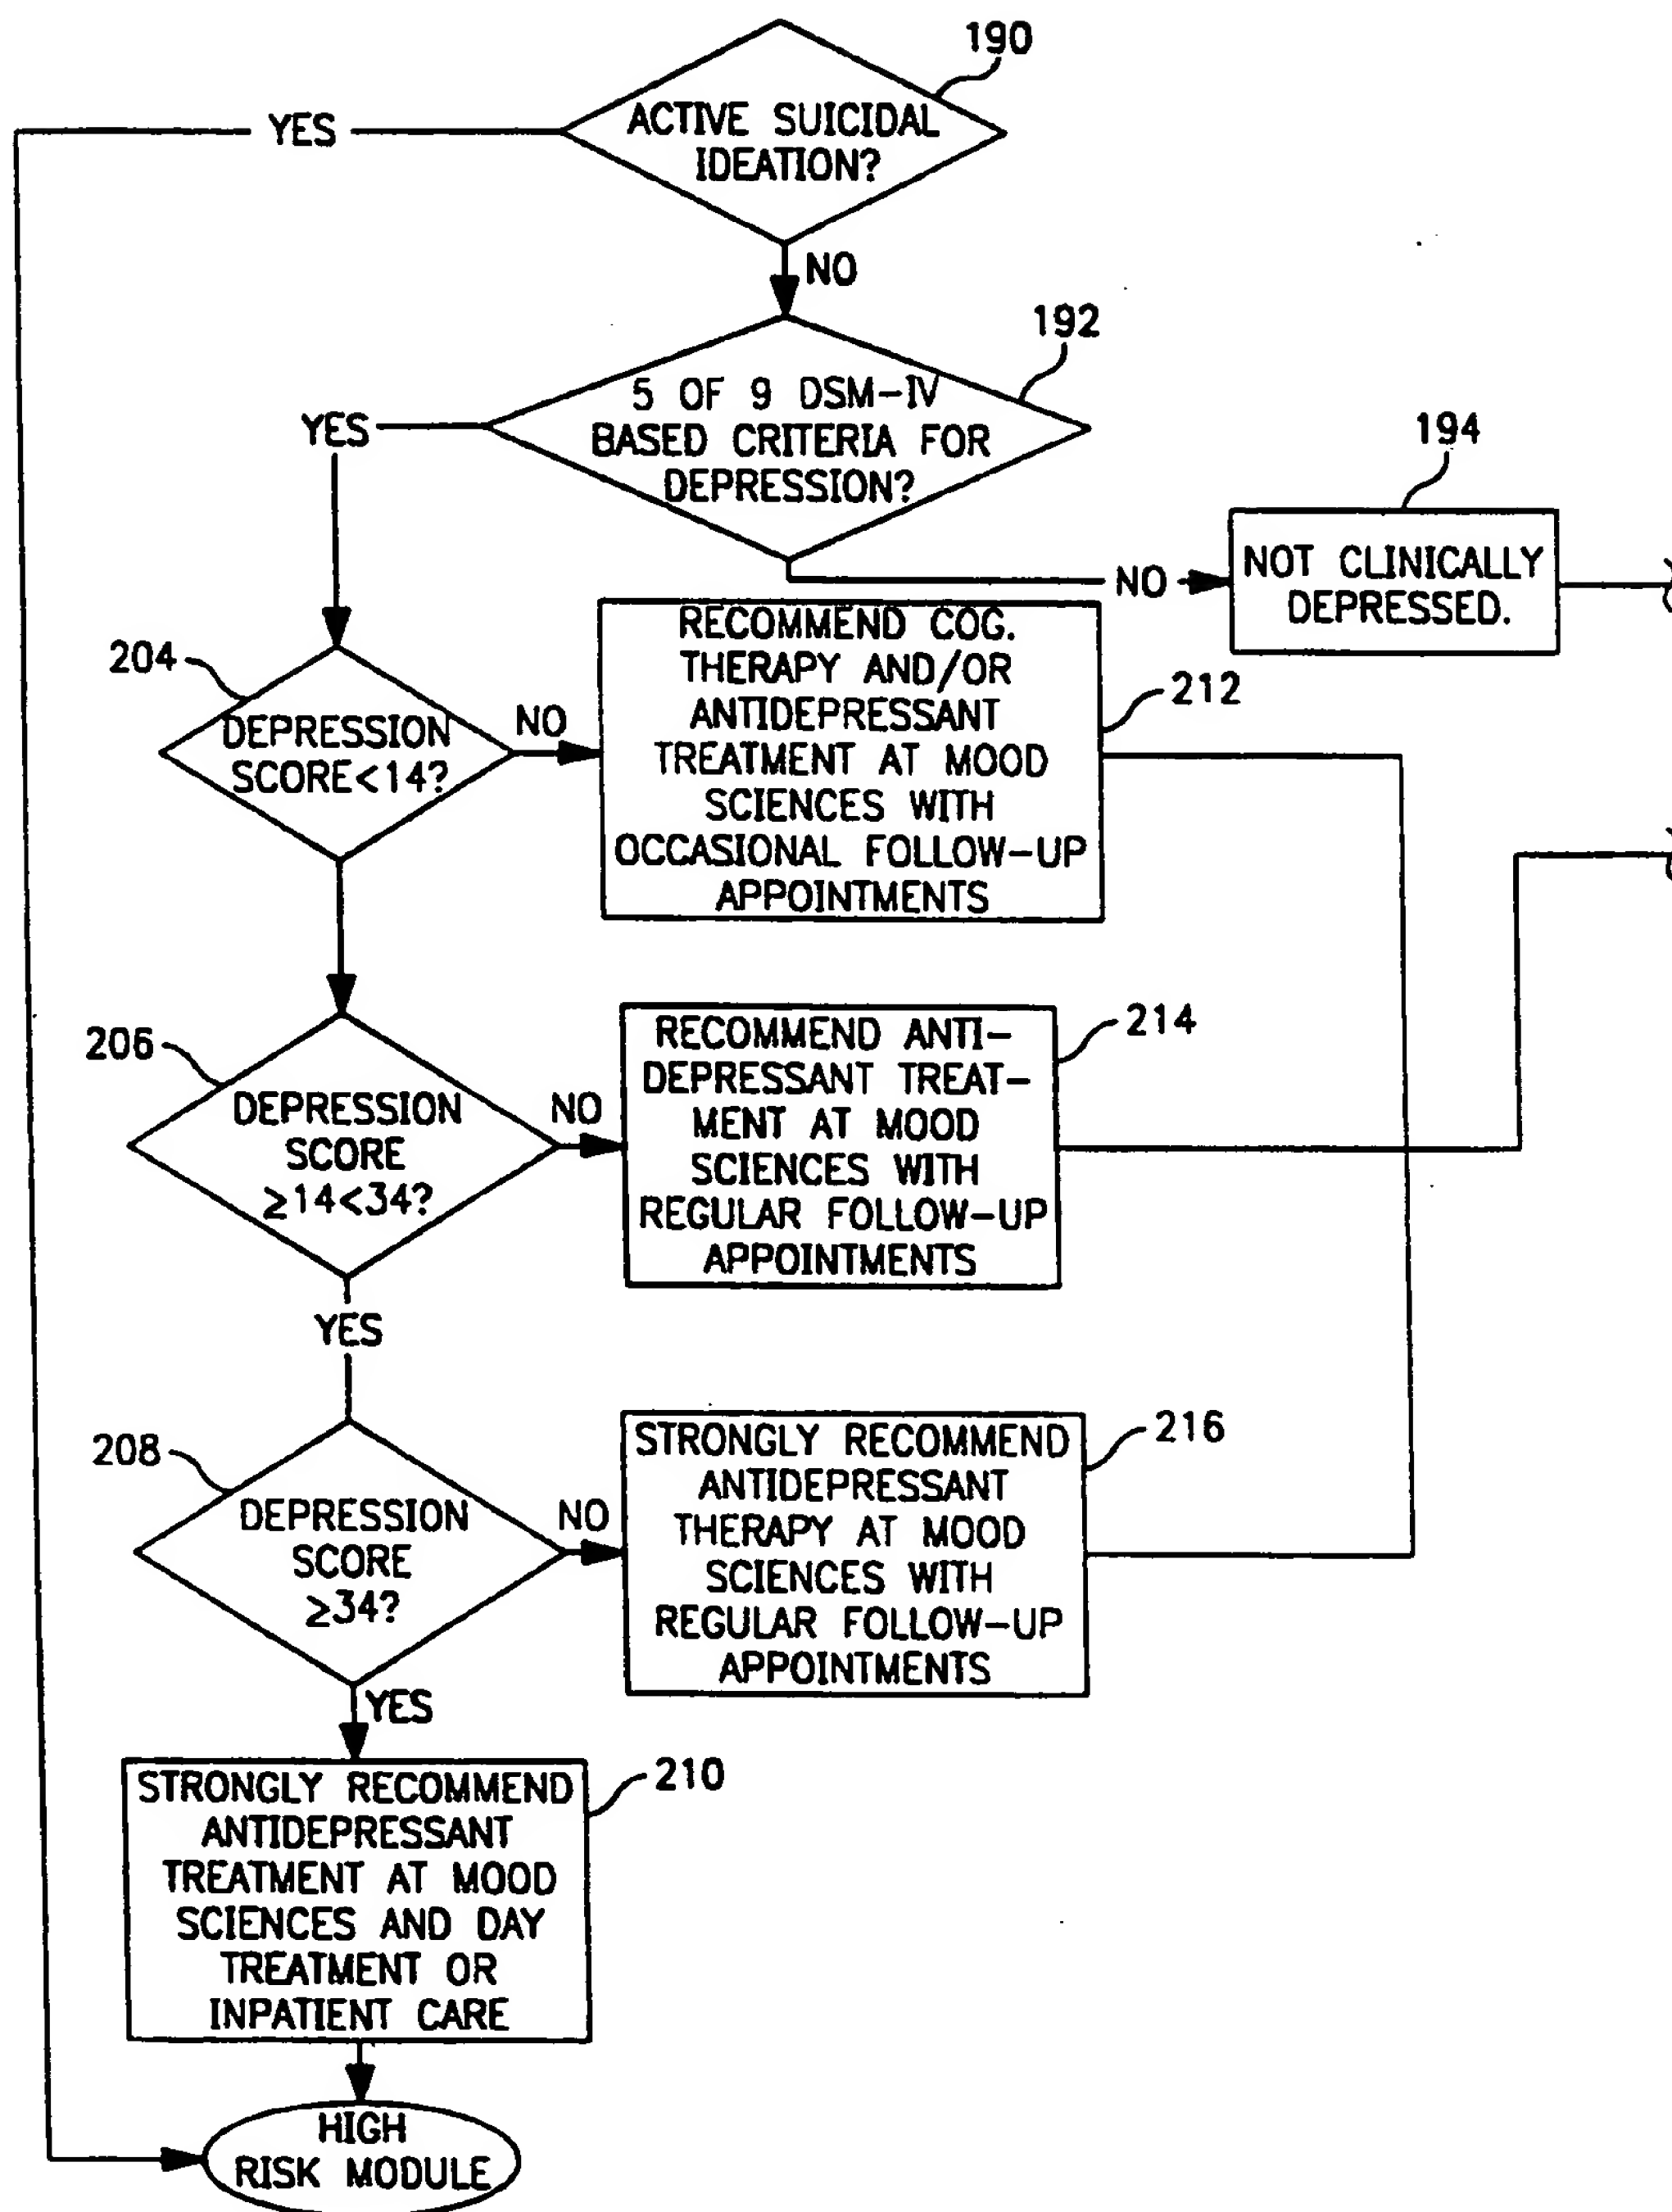 190
ACTIVE SUICIDAL
IDEATION?
YES
NO
192
5 OF 9 DSM-IV
BASED CRITERIA FOR
DEPRESSION?
YES
NO
194
NOT CLINICALLY
DEPRESSED.
204
DEPRESSION
SCORE<14?
NO
RECOMMEND COG.
THERAPY AND/OR
ANTIDEPRESSANT
TREATMENT AT MOOD
SCIENCES WITH
OCCASIONAL FOLLOW-UP
APPOINTMENTS
212
206
DEPRESSION
SCORE
≥14<34?
NO
YES
RECOMMEND ANTI-
DEPRESSANT TREAT-
MENT AT MOOD
SCIENCES WITH
REGULAR FOLLOW-UP
APPOINTMENTS
214
208
DEPRESSION
SCORE
≥34?
NO
YES
STRONGLY RECOMMEND
ANTIDEPRESSANT
THERAPY AT MOOD
SCIENCES WITH
REGULAR FOLLOW-UP
APPOINTMENTS
216
STRONGLY RECOMMEND
ANTIDEPRESSANT
TREATMENT AT MOOD
SCIENCES AND DAY
TREATMENT OR
INPATIENT CARE
210
HIGH
RISK MODULE